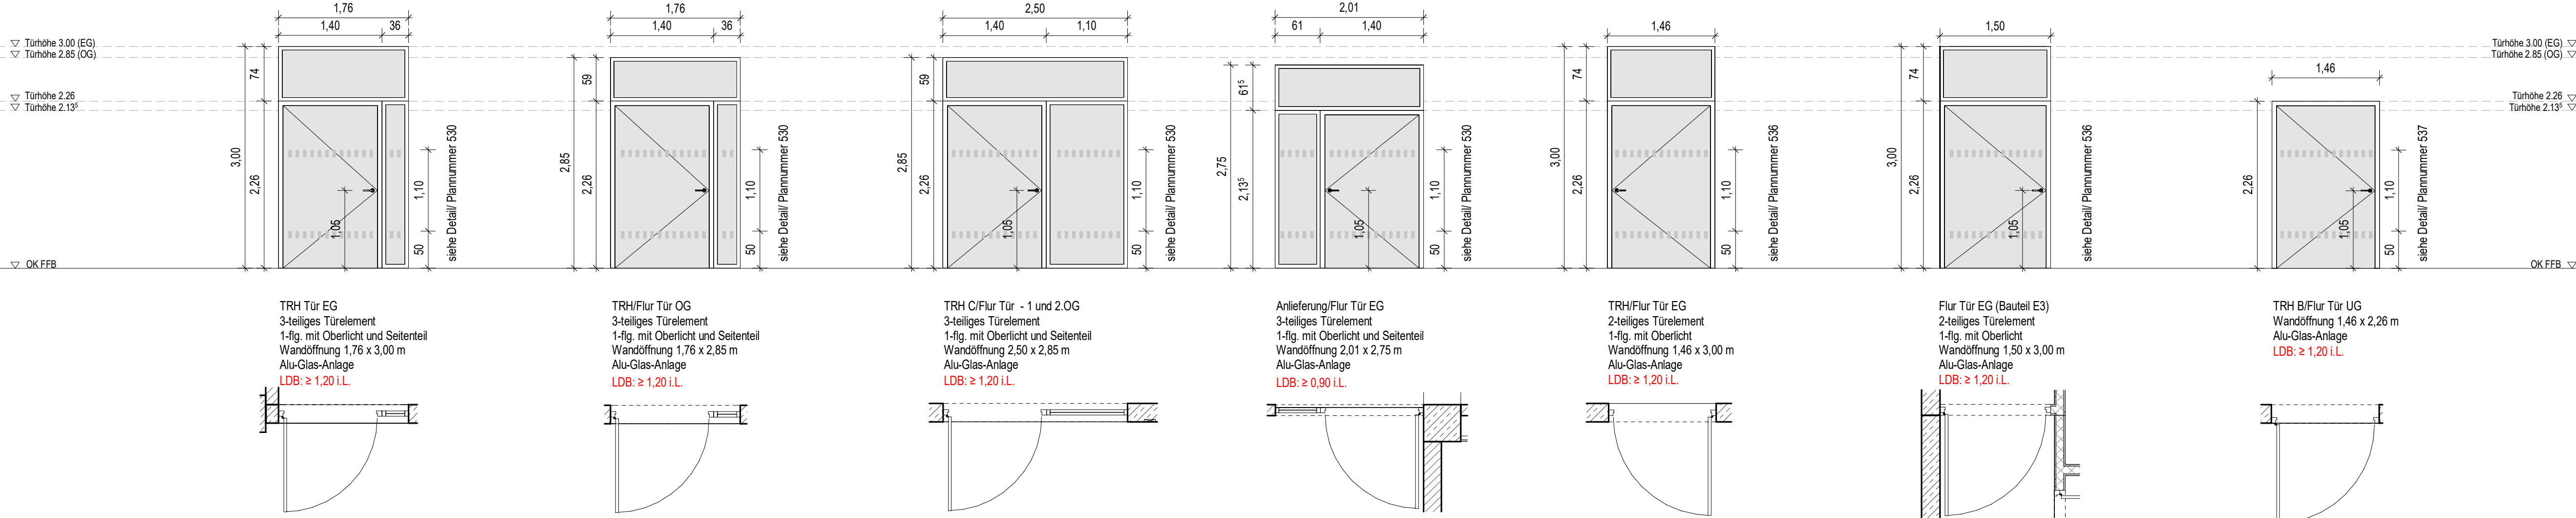 Türhöhe 3.00 (EG)
Türhöhe 2.85 (OG)
Türhöhe 2.26
Türhöhe 2.13⁵
OK FFB
1,76
1,40 36
74
3,00
2,26
1,05
1,10
50
siehe Detail/ Plannummer 530
TRH Tür EG
3-teiliges Türelement
1-flg. mit Oberlicht und Seitenteil
Wandöffnung 1,76 x 3,00 m
Alu-Glas-Anlage
LDB: ≥ 1,20 i.L.
1,76
1,40 36
59
2,85
2,26
1,10
50
siehe Detail/ Plannummer 530
TRH/Flur Tür OG
3-teiliges Türelement
1-flg. mit Oberlicht und Seitenteil
Wandöffnung 1,76 x 2,85 m
Alu-Glas-Anlage
LDB: ≥ 1,20 i.L.
2,50
1,40 1,10
59
2,85
2,26
1,05
1,10
50
siehe Detail/ Plannummer 530
TRH C/Flur Tür - 1 und 2.OG
3-teiliges Türelement
1-flg. mit Oberlicht und Seitenteil
Wandöffnung 2,50 x 2,85 m
Alu-Glas-Anlage
LDB: ≥ 1,20 i.L.
2,01
61 1,40
61⁵
2,75
2,13⁵
1,05
1,10
50
siehe Detail/ Plannummer 530
Anlieferung/Flur Tür EG
3-teiliges Türelement
1-flg. mit Oberlicht und Seitenteil
Wandöffnung 2,01 x 2,75 m
Alu-Glas-Anlage
LDB: ≥ 0,90 i.L.
1,46
74
3,00
2,26
1,10
50
siehe Detail/ Plannummer 536
TRH/Flur Tür EG
2-teiliges Türelement
1-flg. mit Oberlicht
Wandöffnung 1,46 x 3,00 m
Alu-Glas-Anlage
LDB: ≥ 1,20 i.L.
1,50
74
3,00
2,26
1,05
1,10
50
siehe Detail/ Plannummer 536
Flur Tür EG (Bauteil E3)
2-teiliges Türelement
1-flg. mit Oberlicht
Wandöffnung 1,50 x 3,00 m
Alu-Glas-Anlage
LDB: ≥ 1,20 i.L.
1,46
2,26
1,05
1,10
50
siehe Detail/ Plannummer 537
TRH B/Flur Tür UG
Wandöffnung 1,46 x 2,26 m
Alu-Glas-Anlage
LDB: ≥ 1,20 i.L.
Türhöhe 3.00 (EG)
Türhöhe 2.85 (OG)
Türhöhe 2.26
Türhöhe 2.13⁵
OK FFB